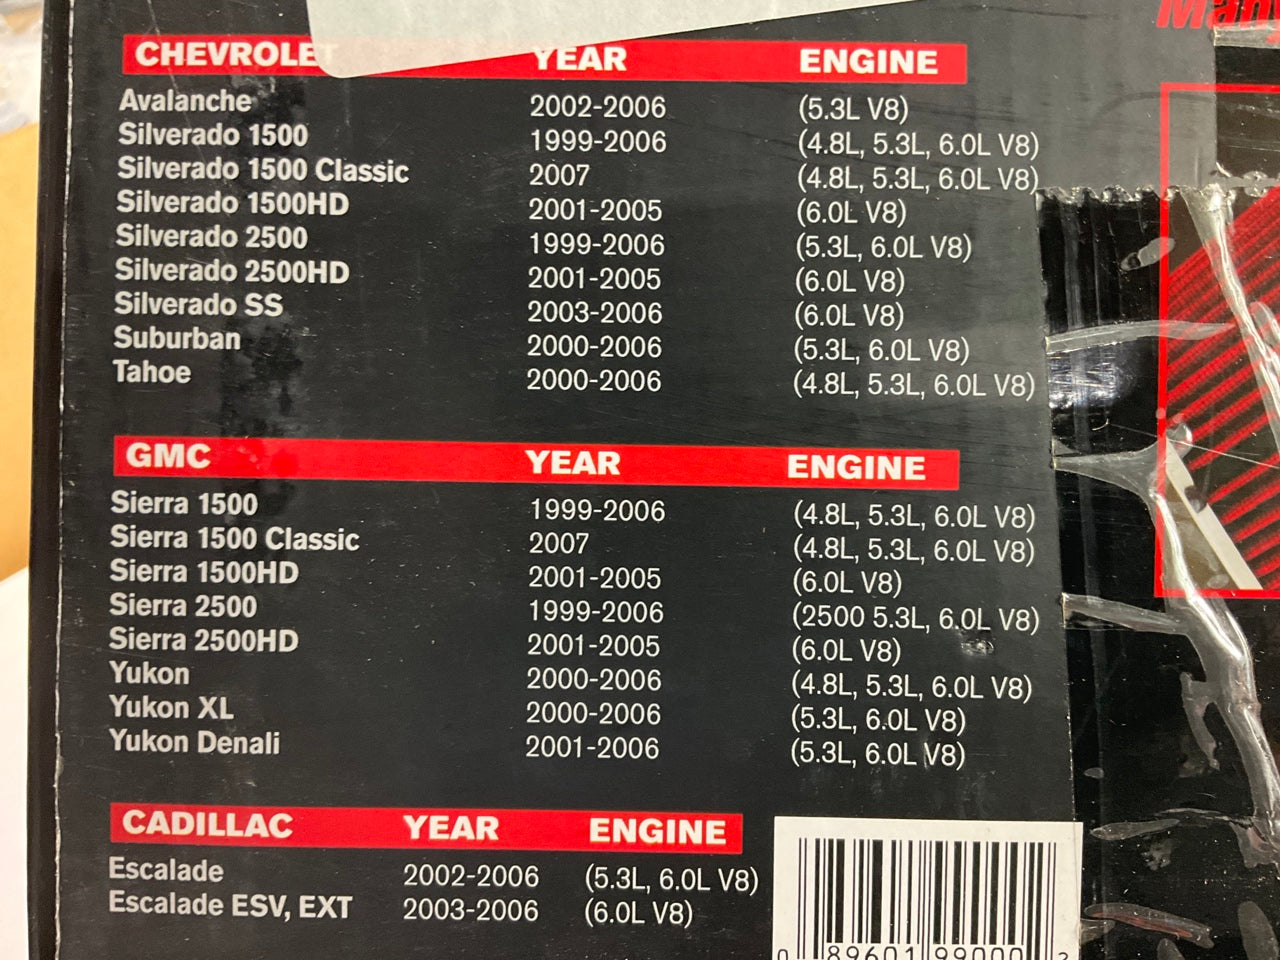 CHEVROLET YEAR ENGINE
Avalanche 2002-2006 (5.3L V8)
Silverado 1500 1999-2006 (4.8L, 5.3L, 6.0L V8)
Silverado 1500 Classic 2007 (4.8L, 5.3L, 6.0L V8)
Silverado 1500HD 2001-2005 (6.0L V8)
Silverado 2500 1999-2006 (5.3L, 6.0L V8)
Silverado 2500HD 2001-2005 (6.0L V8)
Silverado SS 2003-2006 (6.0L V8)
Suburban 2000-2006 (5.3L, 6.0L V8)
Tahoe 2000-2006 (4.8L, 5.3L, 6.0L V8)
GMC YEAR ENGINE
Sierra 1500 1999-2006 (4.8L, 5.3L, 6.0L V8)
Sierra 1500 Classic 2007 (4.8L, 5.3L, 6.0L V8)
Sierra 1500HD 2001-2005 (6.0L V8)
Sierra 2500 1999-2006 (2500 5.3L, 6.0L V8)
Sierra 2500HD 2001-2005 (6.0L V8)
Yukon 2000-2006 (4.8L, 5.3L, 6.0L V8)
Yukon XL 2000-2006 (5.3L, 6.0L V8)
Yukon Denali 2001-2006 (5.3L, 6.0L V8)
CADILLAC YEAR ENGINE
Escalade 2002-2006 (5.3L, 6.0L V8)
Escalade ESV, EXT 2003-2006 (6.0L V8)
0 89601 99000